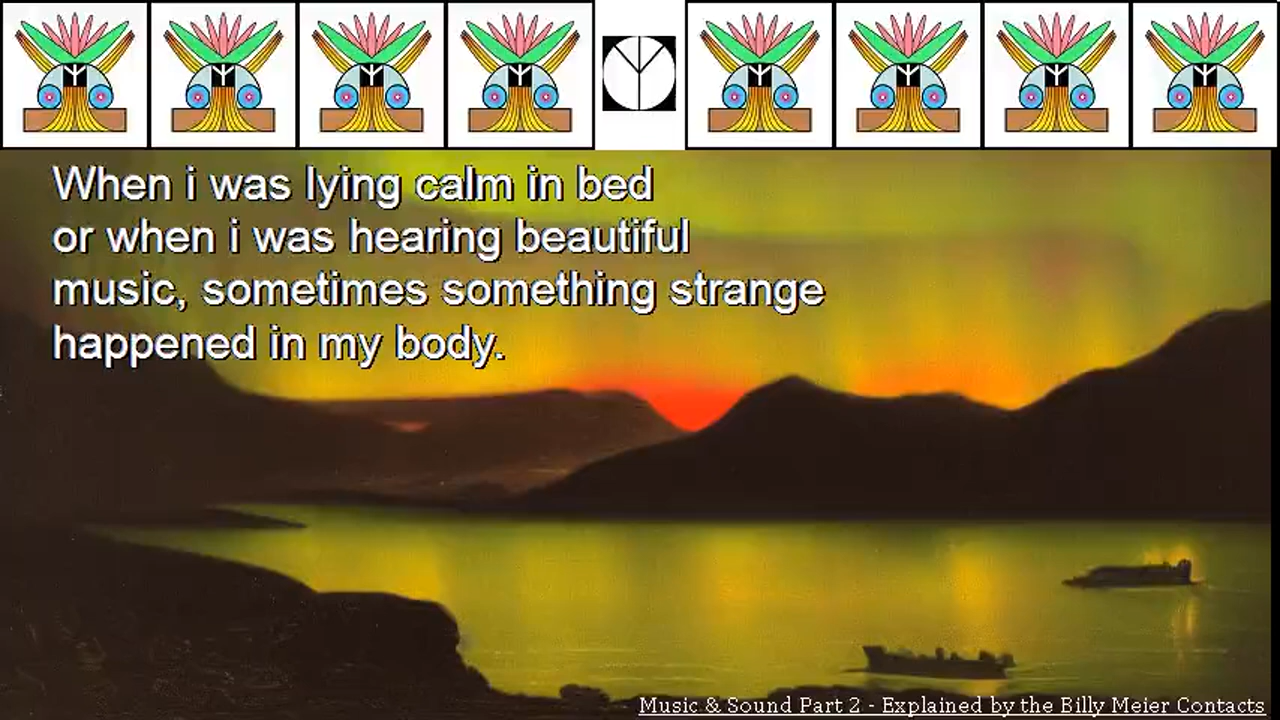 When i was lying calm in bed
or when i was hearing beautiful
music, sometimes something strange
happened in my body.
Music & Sound Part 2 - Explained by the Billy Meier Contacts